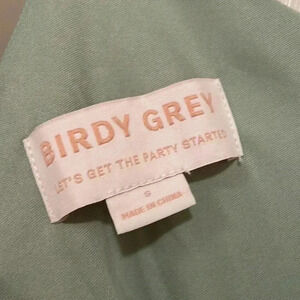 BIRDY GREY
LET'S GET THE PARTY STARTED
S
MADE IN CHINA